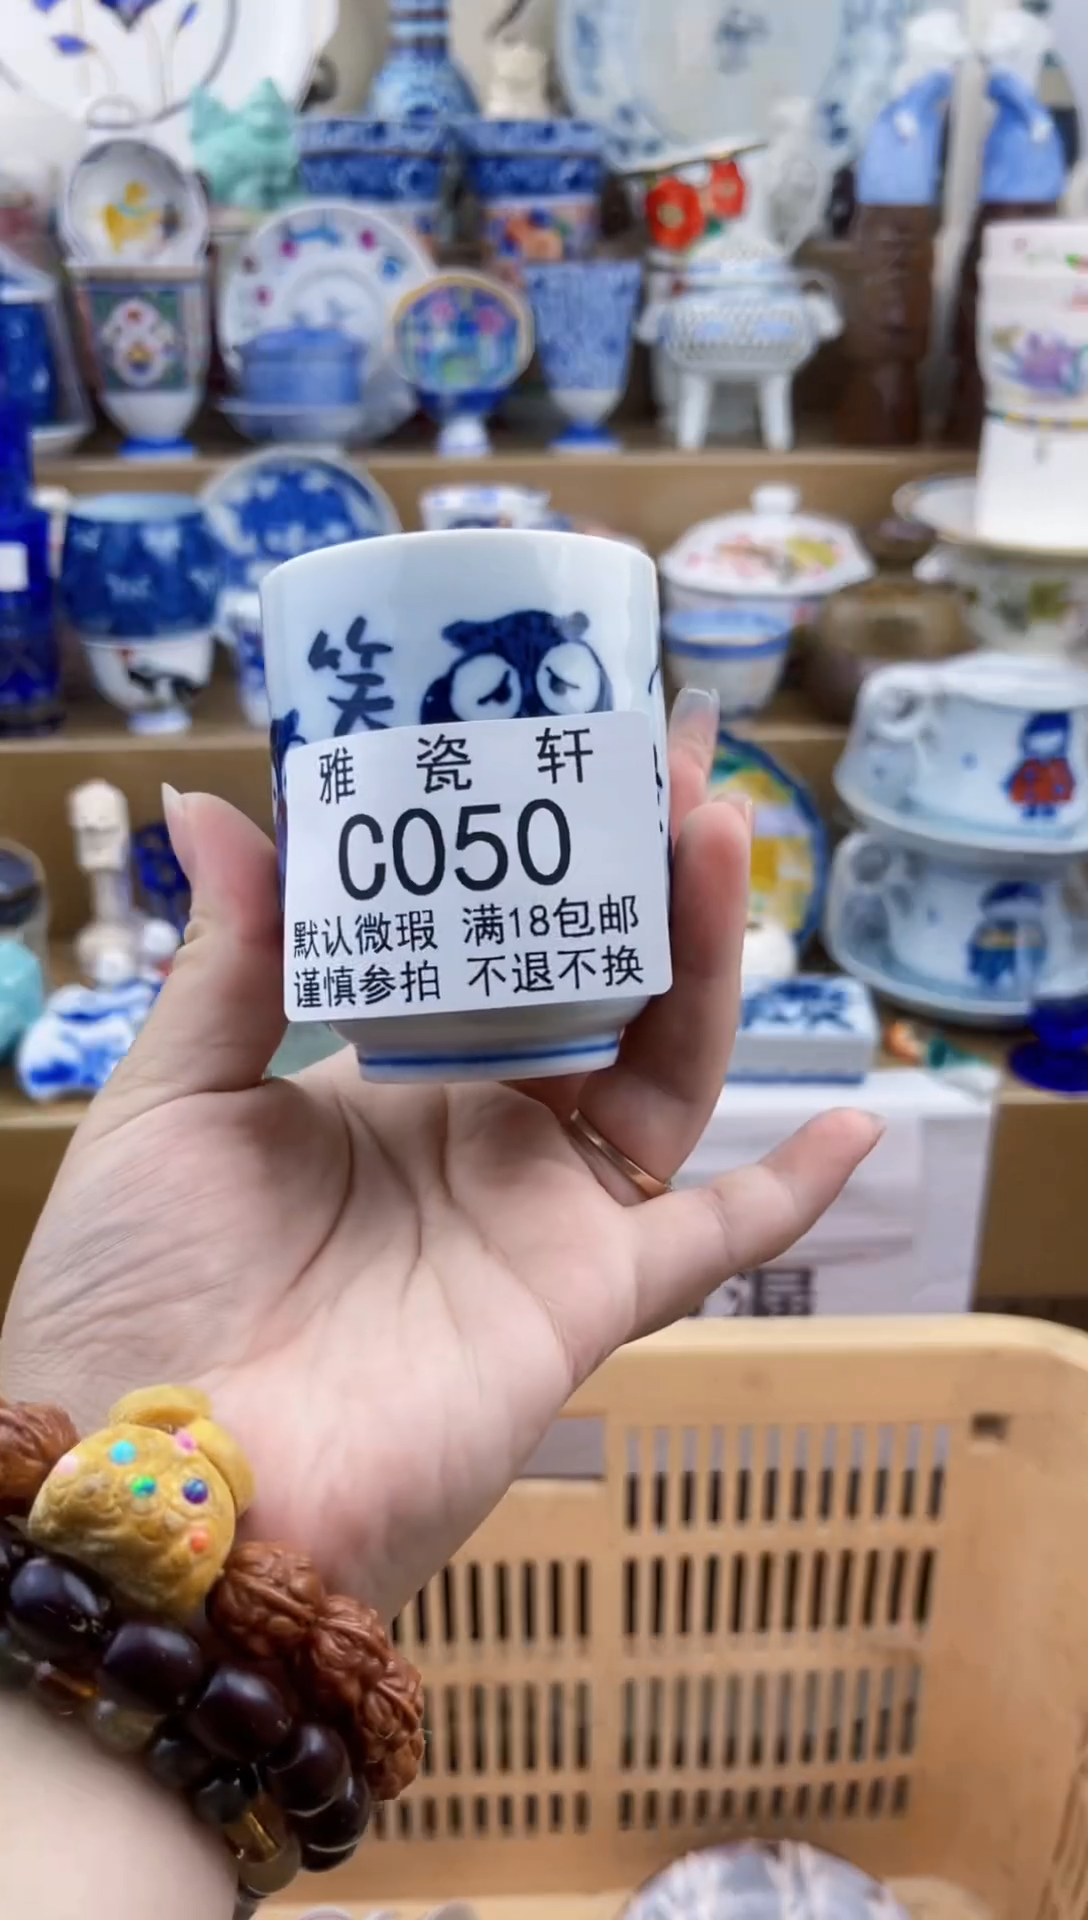 笑
雅 瓷 轩
C050
默认微瑕 满18包邮
谨慎参拍 不退不换
漏